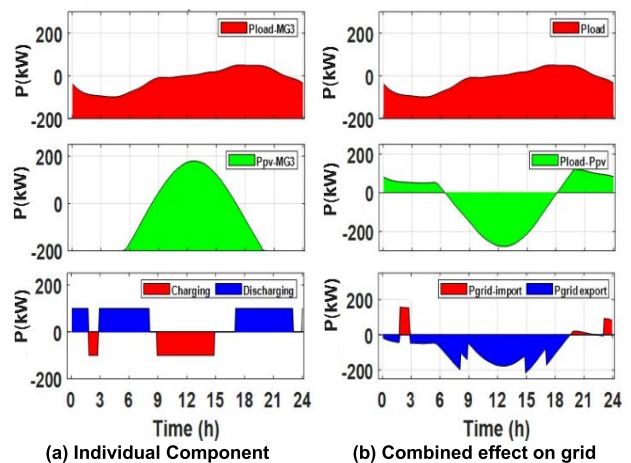 P(kW)
200
0
-200
Pload-MG3
P(kW)
200
0
-200
Ppv-MG3
P(kW)
200
0
-200
Charging Discharging
0 3 6 9 12 15 18 21 24
Time (h)
(a) Individual Component
P(kW)
200
0
-200
Pload
P(kW)
200
0
-200
Pload-Ppv
P(kW)
200
0
-200
Pgrid-import Pgrid export
0 3 6 9 12 15 18 21 24
Time (h)
(b) Combined effect on grid